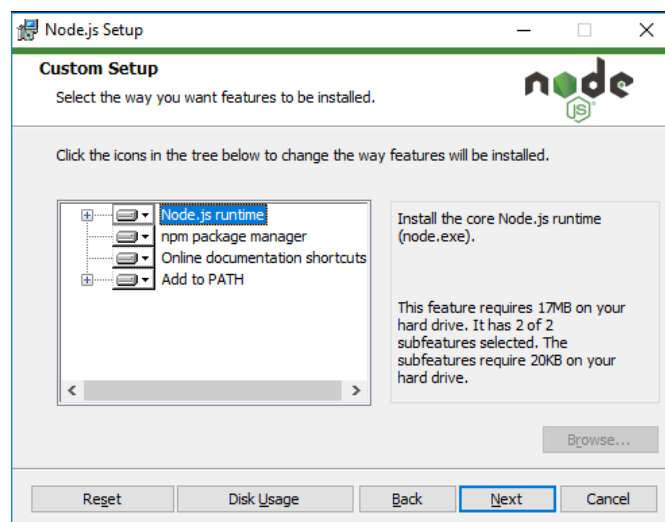 Node.js Setup
Custom Setup
Select the way you want features to be installed.
node
JS
Click the icons in the tree below to change the way features will be installed.
Node.js runtime
npm package manager
Online documentation shortcuts
Add to PATH
Install the core Node.js runtime
(node.exe).
This feature requires 17MB on your
hard drive. It has 2 of 2
subfeatures selected. The
subfeatures require 20KB on your
hard drive.
Browse...
Reset
Disk Usage
Back
Next
Cancel